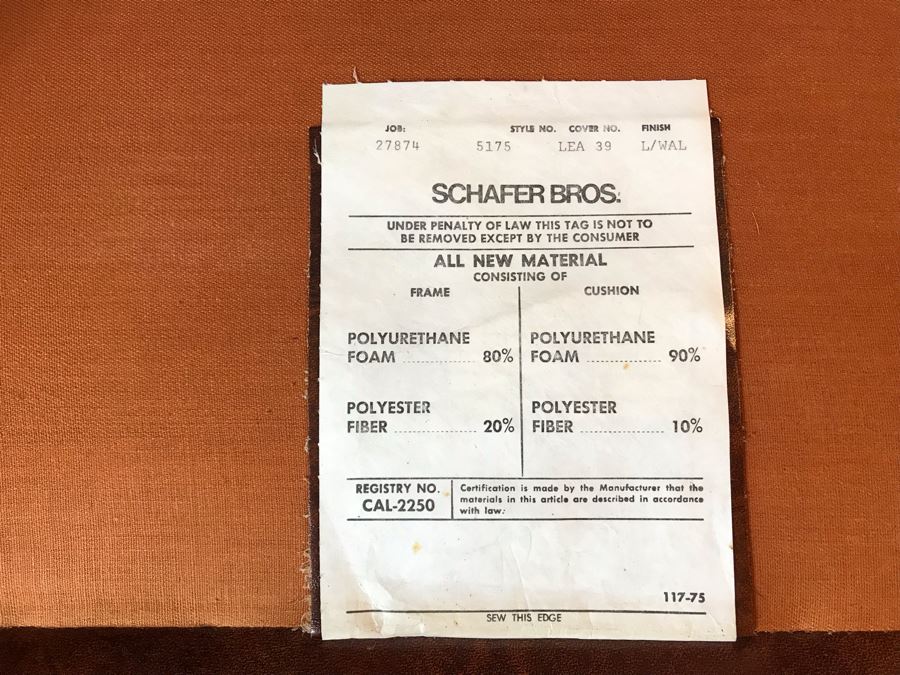 JOB: STYLE NO. COVER NO. FINISH
27874 5175 LEA 39 L/WAL
SCHAFER BROS.
UNDER PENALTY OF LAW THIS TAG IS NOT TO
BE REMOVED EXCEPT BY THE CONSUMER
ALL NEW MATERIAL
CONSISTING OF
FRAME
POLYURETHANE
FOAM ........................ 80%
POLYESTER
FIBER ........................ 20%
CUSHION
POLYURETHANE
FOAM ........................ 90%
POLYESTER
FIBER ........................ 10%
REGISTRY NO.
CAL-2250
Certification is made by the Manufacturer that the
materials in this article are described in accordance
with law.
117-75
SEW THIS EDGE